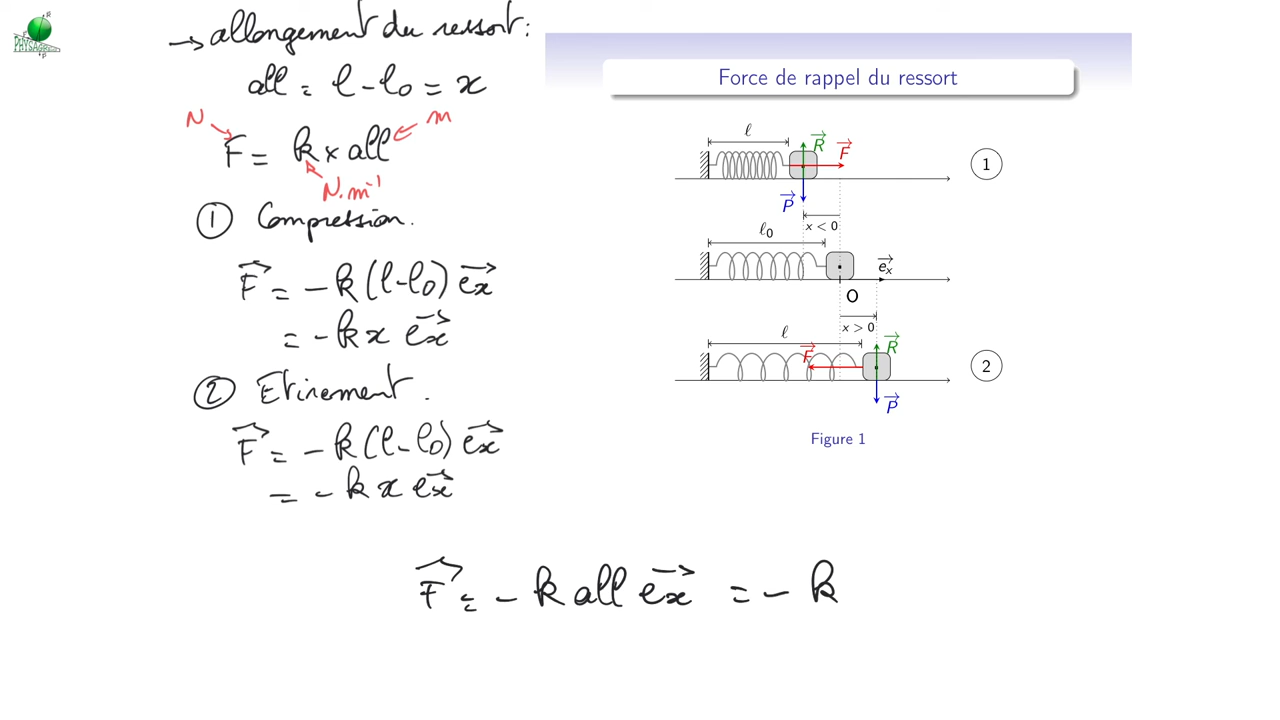 → allongement du ressort :
all = l - l₀ = x
N
m
F = k × all
N.m⁻¹
① Compression.
F⃗ = - k (l - l₀) e⃗x
= - k x e⃗x
② Etirement.
F⃗ = - k (l - l₀) e⃗x
= - k x e⃗x
F⃗ = - k all e⃗x = - k
Force de rappel du ressort
ℓ
R⃗
F⃗
1
P⃗
x < 0
ℓ₀
e⃗x
O
x > 0
ℓ
F⃗
R⃗
2
P⃗
Figure 1